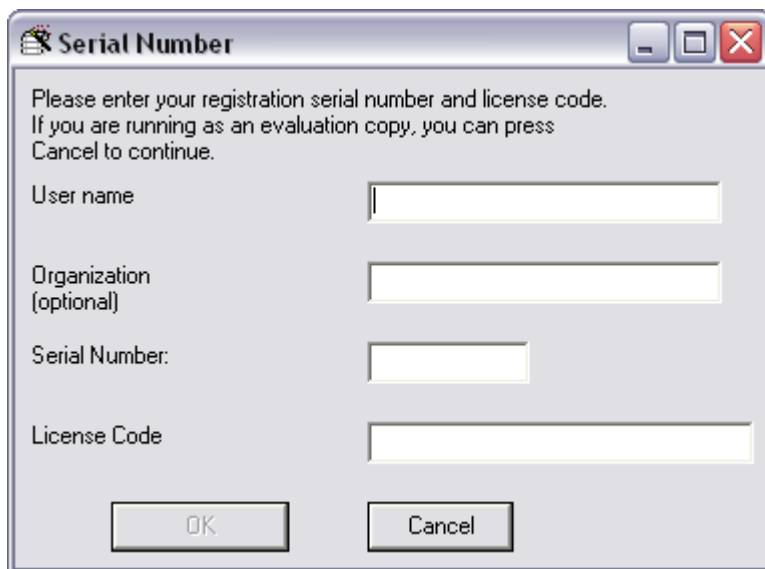 Serial Number
Please enter your registration serial number and license code.
If you are running as an evaluation copy, you can press
Cancel to continue.
User name
Organization
(optional)
Serial Number:
License Code
OK
Cancel